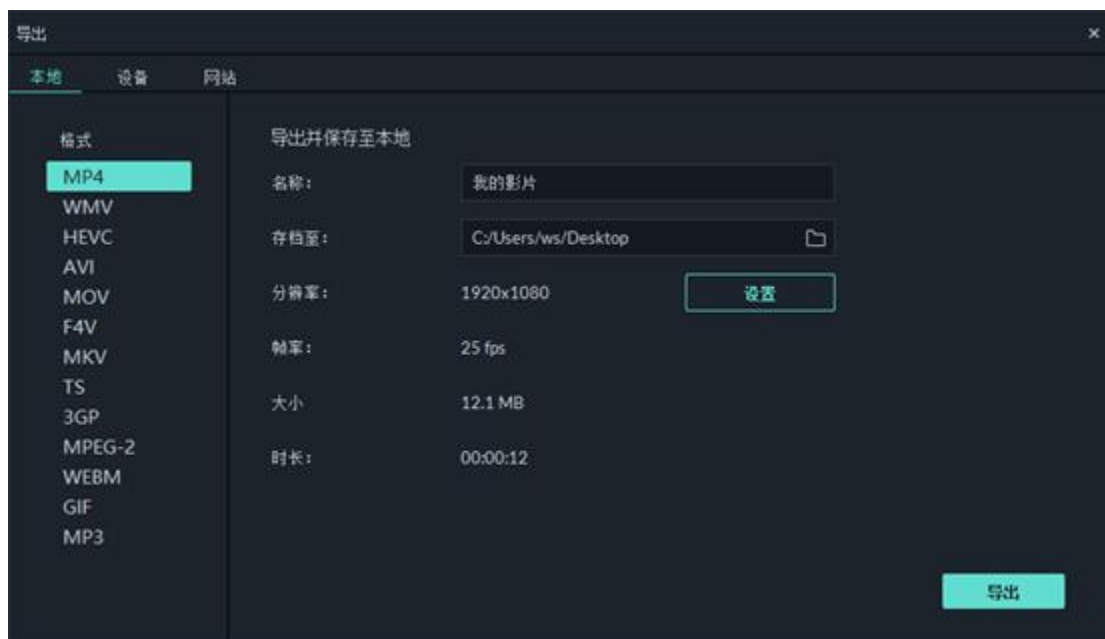 导出
本地 设备 网站
格式
MP4
WMV
HEVC
AVI
MOV
F4V
MKV
TS
3GP
MPEG-2
WEBM
GIF
MP3
导出并保存至本地
名称: 我的影片
存档至: C:/Users/ws/Desktop
分辨率: 1920x1080 设置
帧率: 25 fps
大小 12.1 MB
时长: 00:00:12
导出